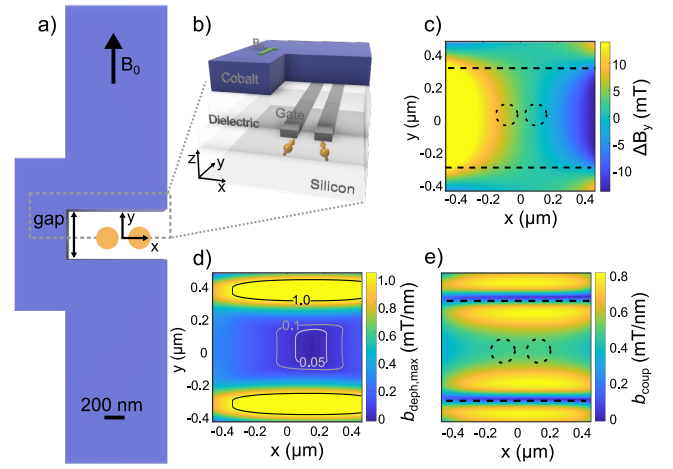 a)
B₀
gap
y
x
200 nm
b)
B
Cobalt
Gate
Dielectric
Silicon
z
y
x
c)
0.4
0.2
0
-0.2
-0.4
y (µm)
-0.4 -0.2 0 0.2 0.4
x (µm)
10
5
0
-5
-10
ΔB_y (mT)
d)
0.4
0.2
0
-0.2
-0.4
y (µm)
1.0
0.1
0.05
-0.4 -0.2 0 0.2 0.4
x (µm)
1.0
0.8
0.6
0.4
0.2
b_deph,max (mT/nm)
e)
0.4
0.2
0
-0.2
-0.4
y (µm)
-0.4 -0.2 0 0.2 0.4
x (µm)
0.8
0.6
0.4
0.2
0
b_coup (mT/nm)